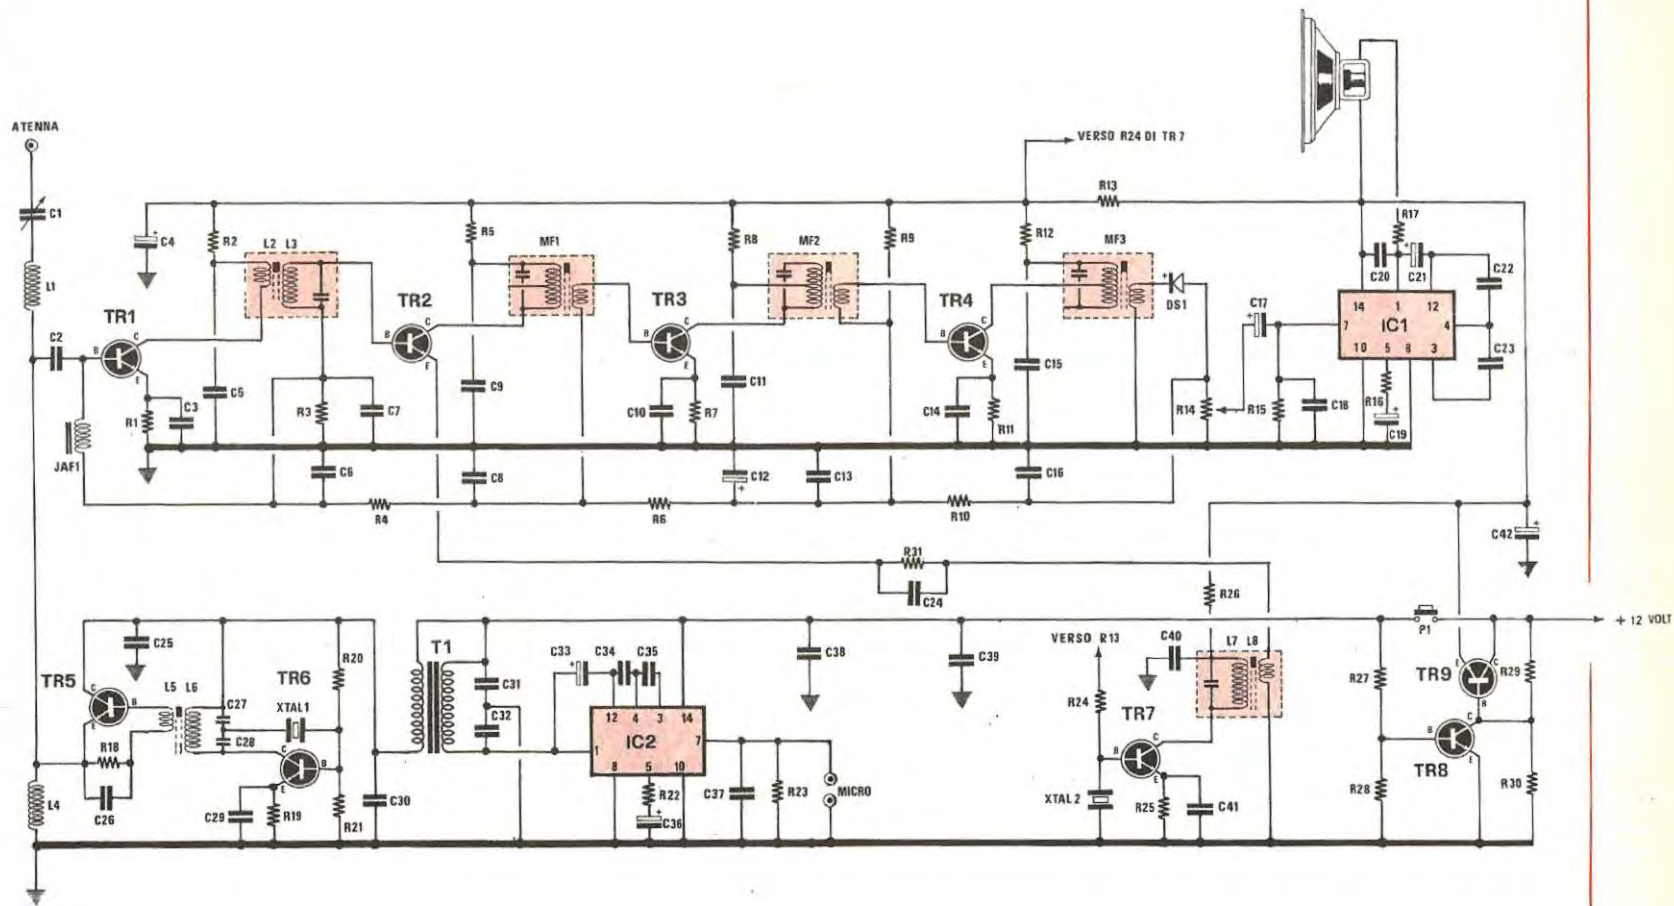 ATENNA
C1
L1
C2
TR1
B
C
E
R1
C3
JAF1
C4
R2
C5
L2 L3
R3
C7
C6
R4
TR2
B
C
E
R5
C9
C8
MF1
TR3
B
C
E
C10
R7
R6
R8
C11
C12
MF2
C13
R9
TR4
B
C
E
C14
R11
R10
VERSO R24 DI TR7
R12
C15
C16
R13
MF3
DS1
R14
C17
R15
C18
R17
C20
C21
C22
C23
14 1 12
7 IC1 4
10 5 8 3
R16
C19
R31
C24
C42
+ 12 VOLT
P1
TR5
C
B
E
C25
R18
C26
L4
L5 L6
C27
C28
XTAL1
TR6
C
B
E
C29
R19
R20
R21
C30
T1
C31
C32
C33
C34
C35
12 4 3 14
1 IC2 7
8 5 10
R22
C36
C37
R23
MICRO
C38
C39
VERSO R13
R24
XTAL 2
TR7
B
C
E
R25
C41
C40
L7 L8
R26
R27
R28
TR8
B
C
E
TR9
E
C
B
R29
R30